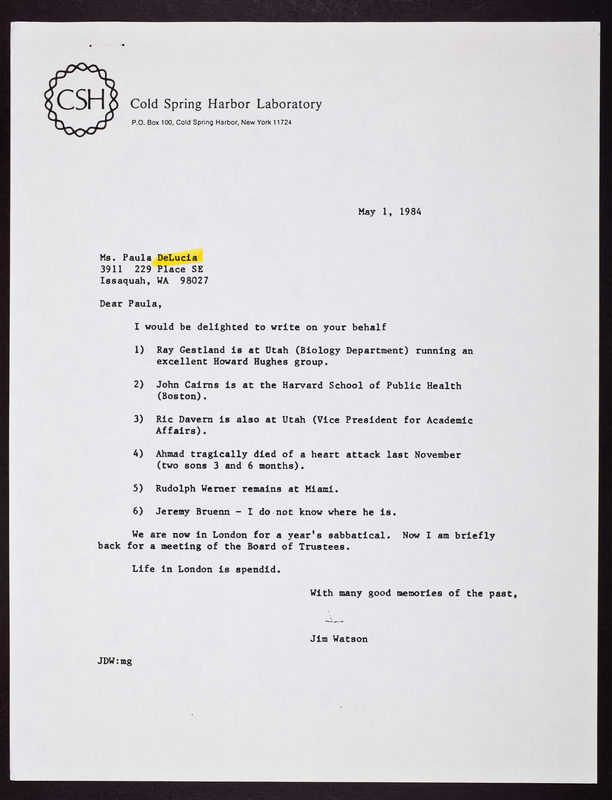 CSH
Cold Spring Harbor Laboratory
P.O. Box 100, Cold Spring Harbor, New York 11724
May 1, 1984
Ms. Paula DeLucia
3911 229 Place SE
Issaquah, WA 98027
Dear Paula,
I would be delighted to write on your behalf
1) Ray Gestland is at Utah (Biology Department) running an
excellent Howard Hughes group.
2) John Cairns is at the Harvard School of Public Health
(Boston).
3) Ric Davern is also at Utah (Vice President for Academic
Affairs).
4) Ahmad tragically died of a heart attack last November
(two sons 3 and 6 months).
5) Rudolph Werner remains at Miami.
6) Jeremy Bruenn - I do not know where he is.
We are now in London for a year's sabbatical. Now I am briefly
back for a meeting of the Board of Trustees.
Life in London is spendid.
With many good memories of the past,
Jim Watson
JDW:mg